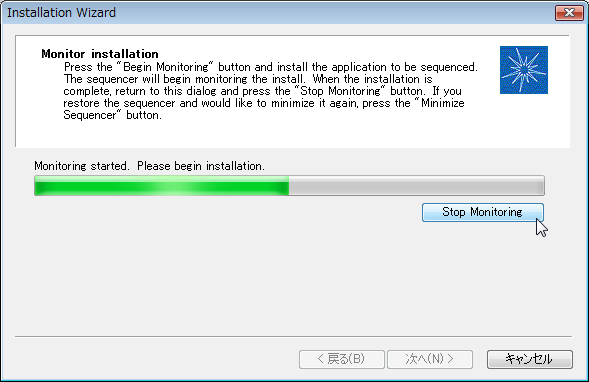 Installation Wizard
Monitor installation
Press the "Begin Monitoring" button and install the application to be sequenced.
The sequencer will begin monitoring the install.  When the installation is
complete, return to this dialog and press the "Stop Monitoring" button.  If you
restore the sequencer and would like to minimize it again, press the "Minimize
Sequencer" button.
Monitoring started.  Please begin installation.
Stop Monitoring
< 戻る(B)
次へ(N) >
キャンセル